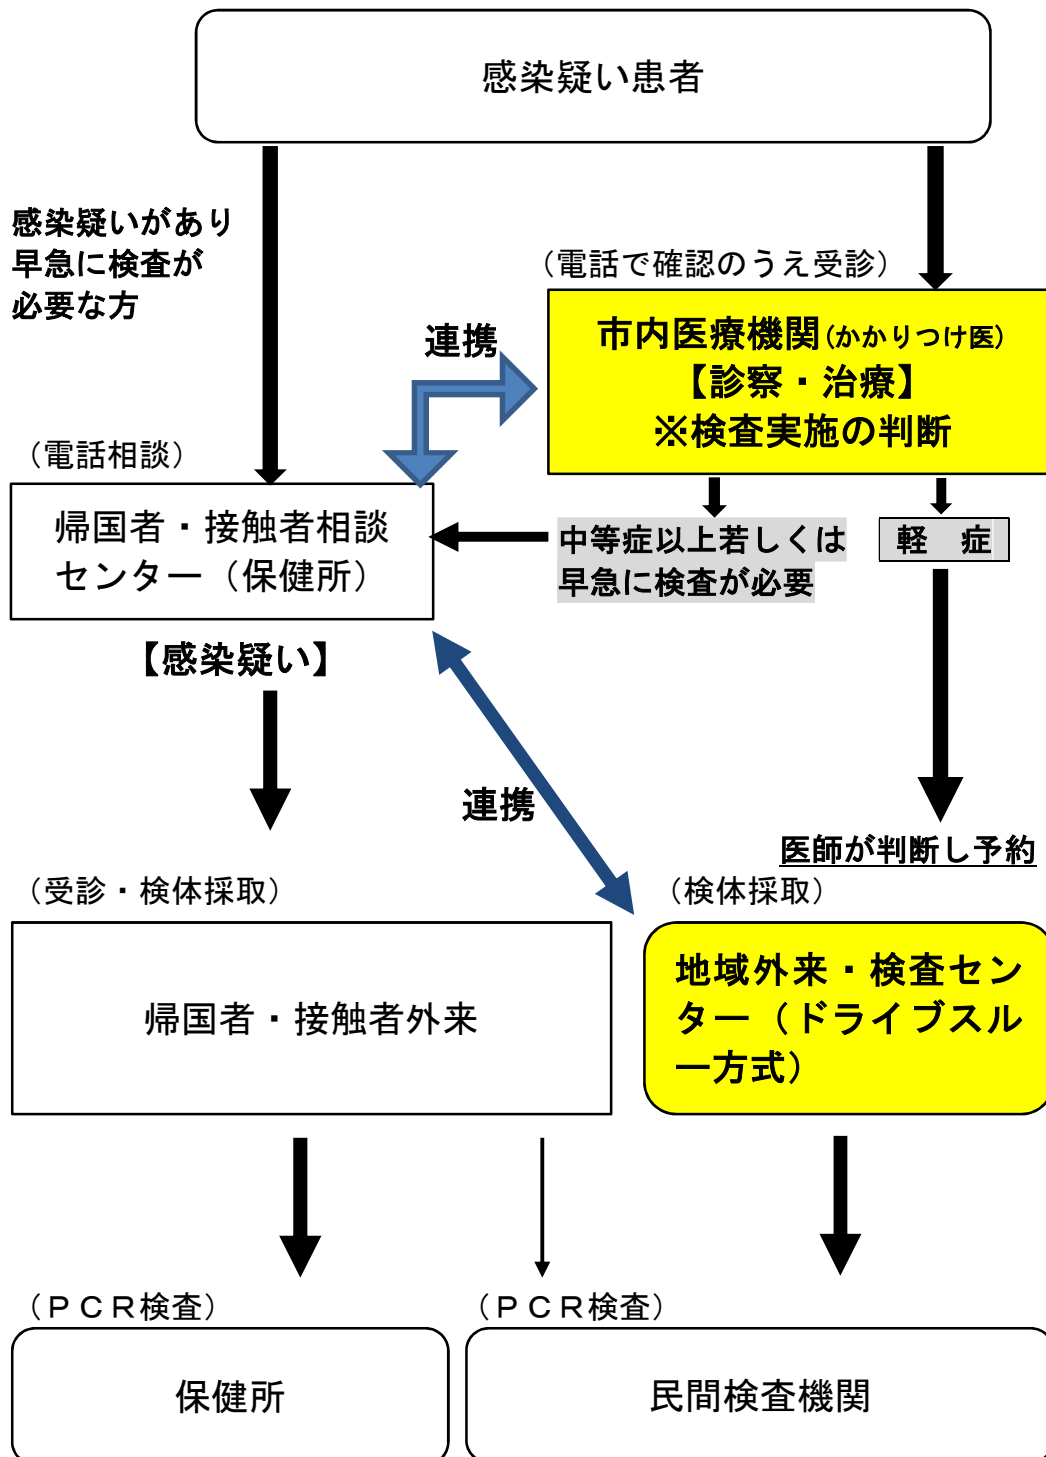 感染疑い患者
感染疑いがあり
早急に検査が
必要な方
（電話で確認のうえ受診）
市内医療機関（かかりつけ医）
【診察・治療】
※検査実施の判断
連携
（電話相談）
帰国者・接触者相談
センター（保健所）
中等症以上若しくは
早急に検査が必要
軽　症
【感染疑い】
連携
医師が判断し予約
（受診・検体採取）
（検体採取）
帰国者・接触者外来
地域外来・検査セン
ター（ドライブスル
ー方式）
（ＰＣＲ検査）
（ＰＣＲ検査）
保健所
民間検査機関